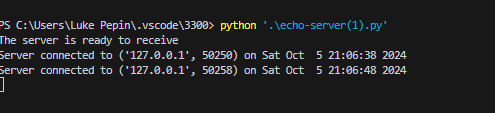 PS C:\Users\Luke Pepin\.vscode\3300> python '.\echo-server(1).py'
The server is ready to receive
Server connected to ('127.0.0.1', 50250) on Sat Oct  5 21:06:38 2024
Server connected to ('127.0.0.1', 50258) on Sat Oct  5 21:06:48 2024